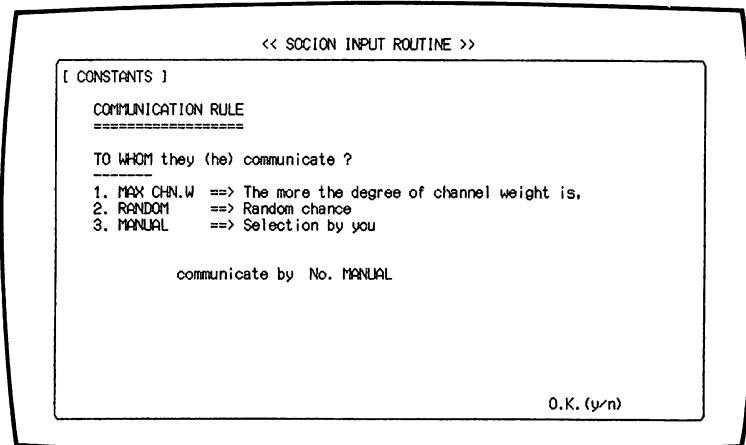 << SOCION INPUT ROUTINE >>
[ CONSTANTS ]
COMMUNICATION RULE
==================
TO WHOM they (he) communicate ?
-------
1. MAX CHN.W ==> The more the degree of channel weight is,
2. RANDOM ==> Random chance
3. MANUAL ==> Selection by you
communicate by No. MANUAL
O.K.(y/n)